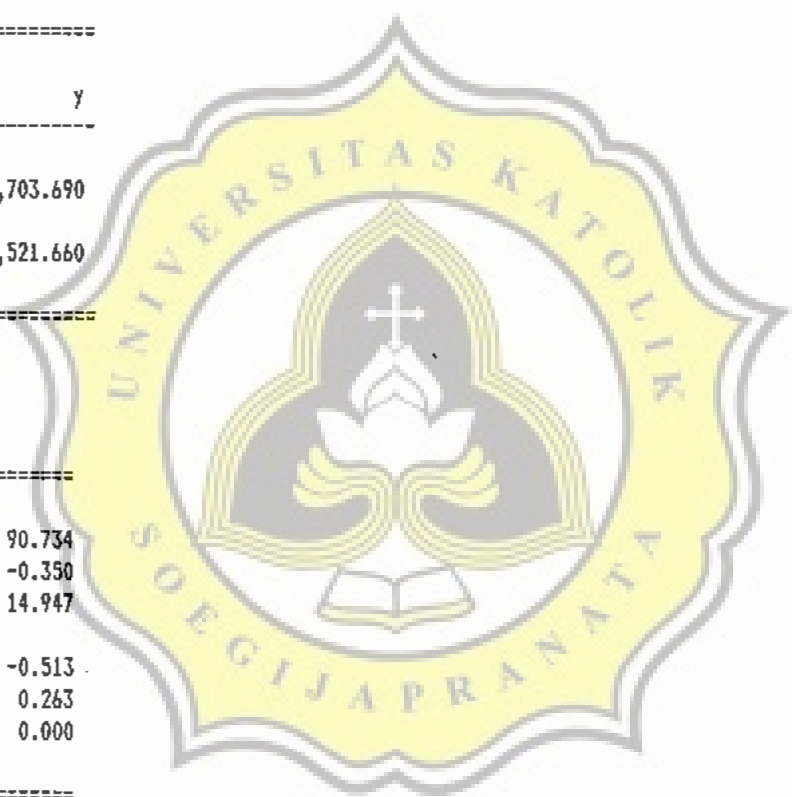 y
,703.690
,521.660
90.734
-0.350
14.947
-0.513
0.263
0.000
UNIVERSITAS KATOLIK
SOEGIJAPRANATA